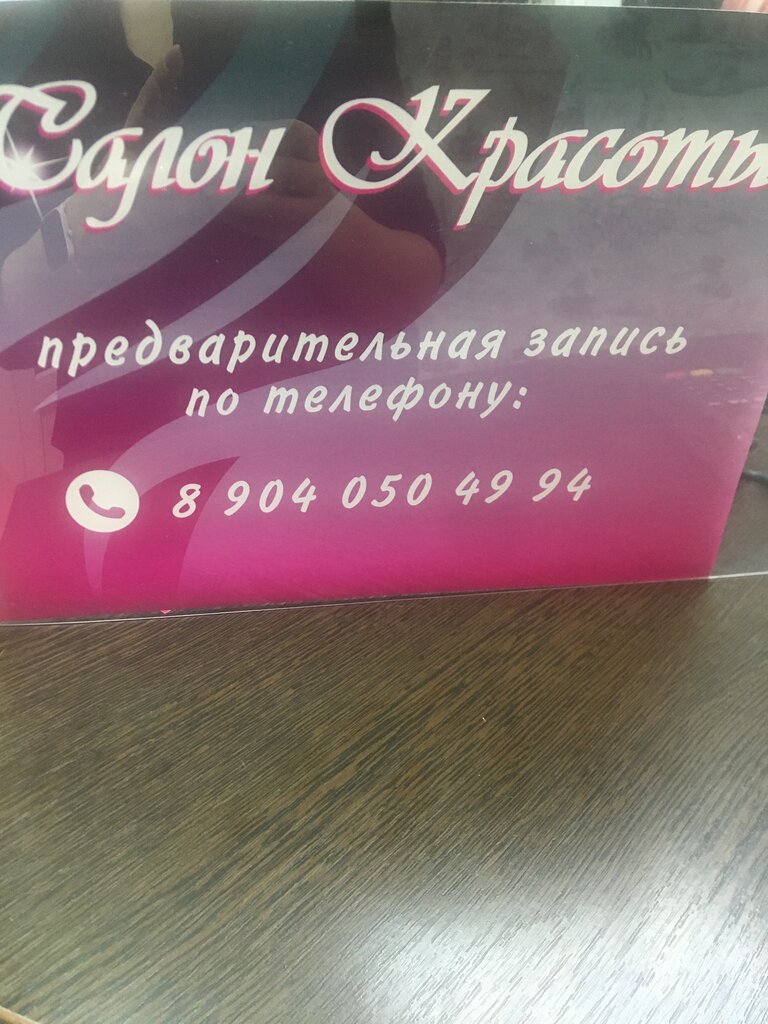 Салон Красоты
предварительная запись
по телефону:
8 904 050 49 94